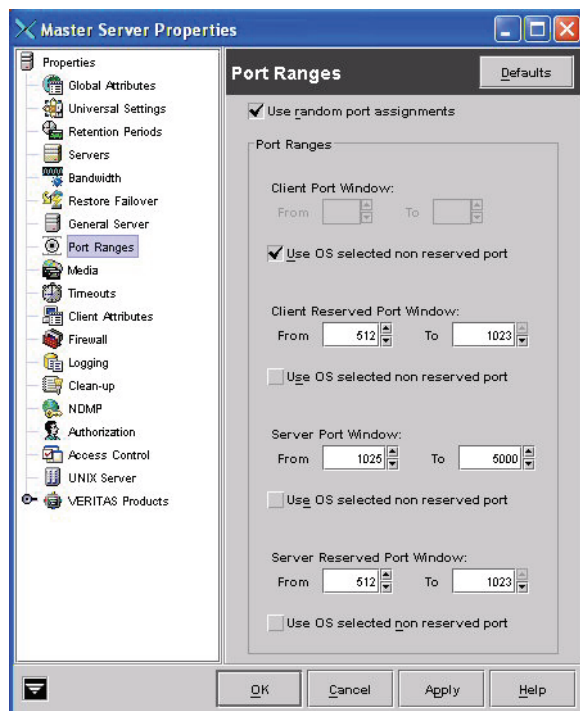 Master Server Properties
Properties
Global Attributes
Universal Settings
Retention Periods
Servers
Bandwidth
Restore Failover
General Server
Port Ranges
Media
Timeouts
Client Attributes
Firewall
Logging
Clean-up
NDMP
Authorization
Access Control
UNIX Server
VERITAS Products
Port Ranges
Defaults
Use random port assignments
Port Ranges
Client Port Window:
From To
Use OS selected non reserved port
Client Reserved Port Window:
From 512 To 1023
Use OS selected non reserved port
Server Port Window:
From 1025 To 5000
Use OS selected non reserved port
Server Reserved Port Window:
From 512 To 1023
Use OS selected non reserved port
OK Cancel Apply Help